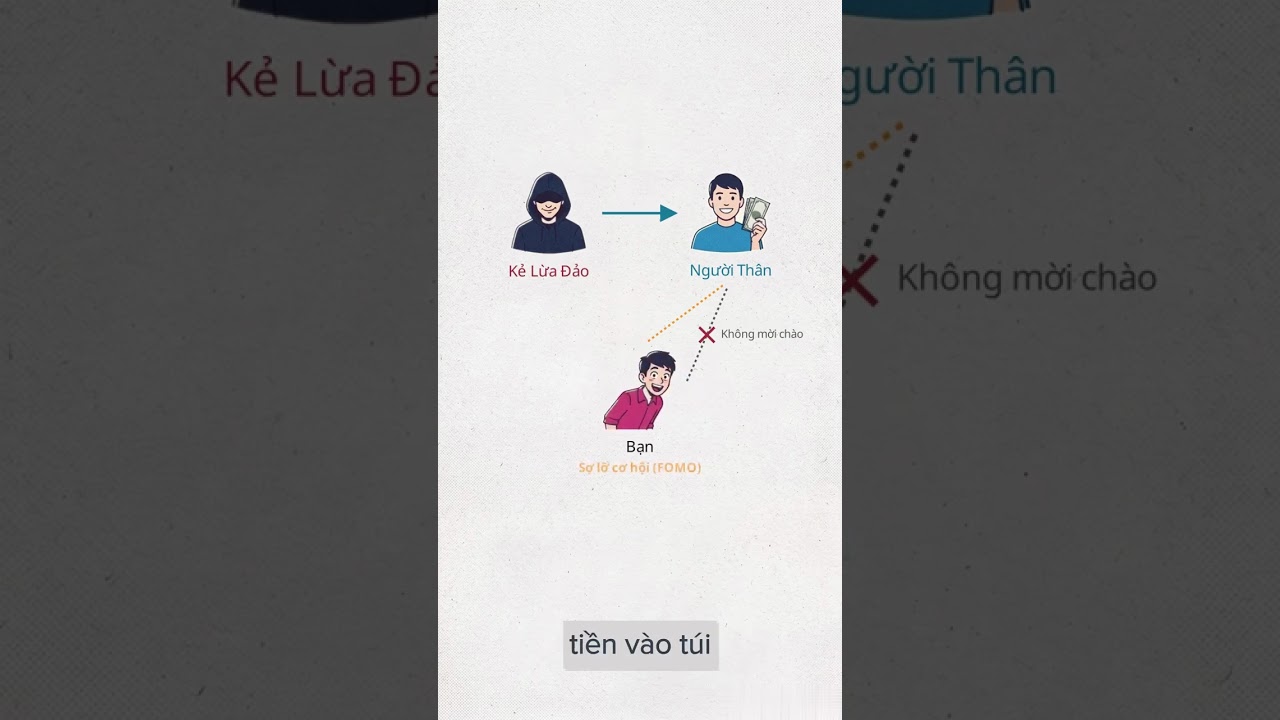 Kẻ Lừa Đả
gười Thân
Kẻ Lừa Đảo
Người Thân
Không mời chào
Không mời chào
Bạn
Sợ lỡ cơ hội (FOMO)
tiền vào túi